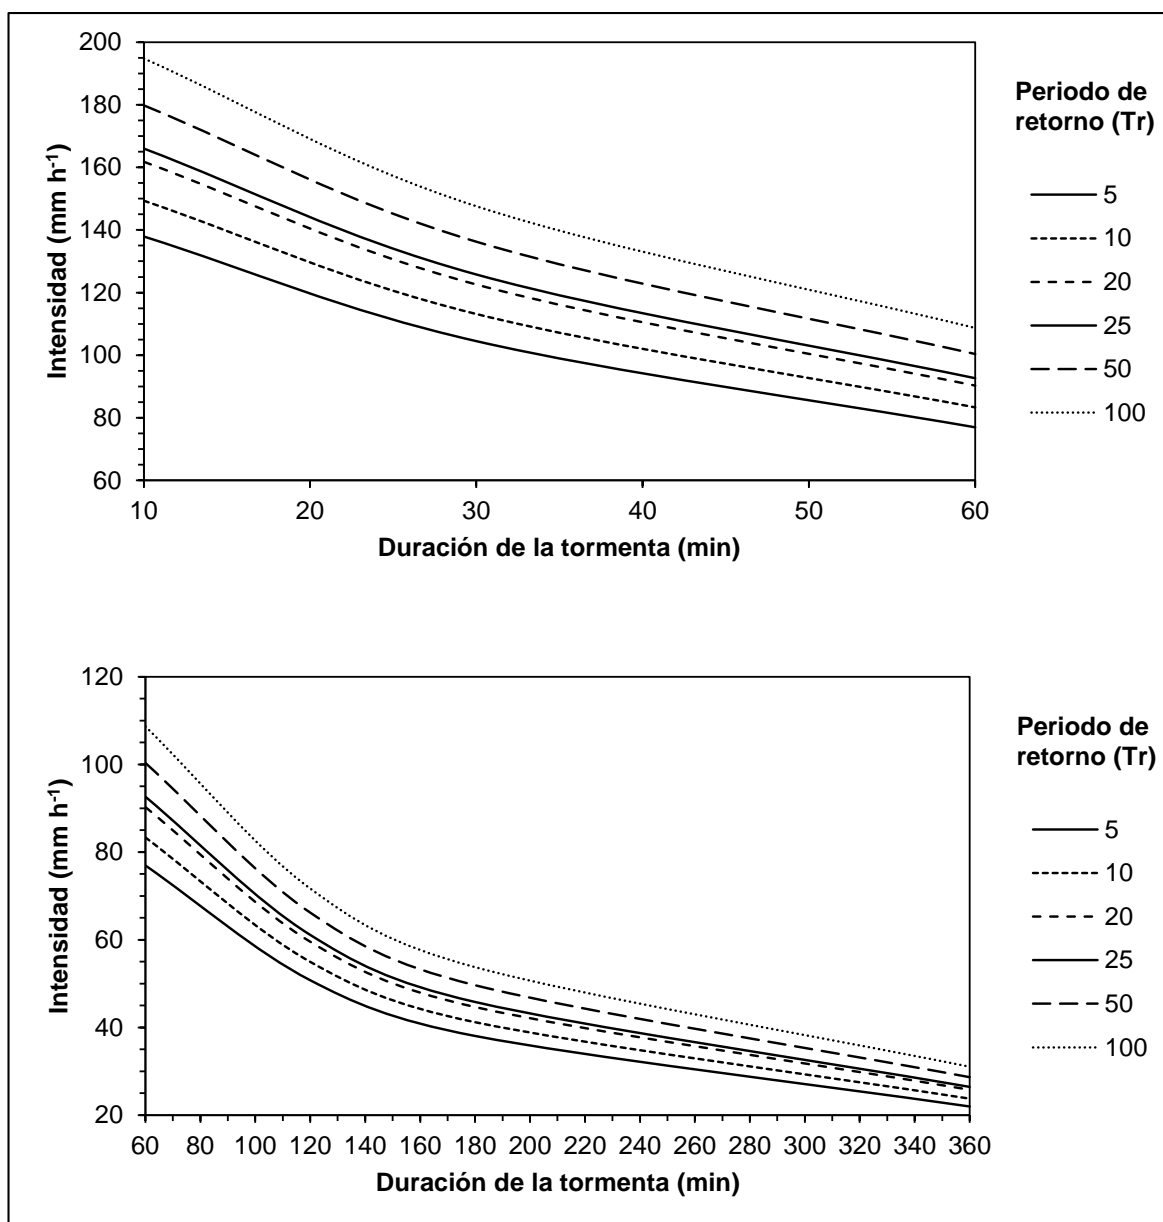 200
180
160
140
120
100
80
60
Intensidad (mm h-1)
10 20 30 40 50 60
Duración de la tormenta (min)
Periodo de
retorno (Tr)
5
10
20
25
50
100
120
100
80
60
40
20
Intensidad (mm h-1)
60 80 100 120 140 160 180 200 220 240 260 280 300 320 340 360
Duración de la tormenta (min)
Periodo de
retorno (Tr)
5
10
20
25
50
100